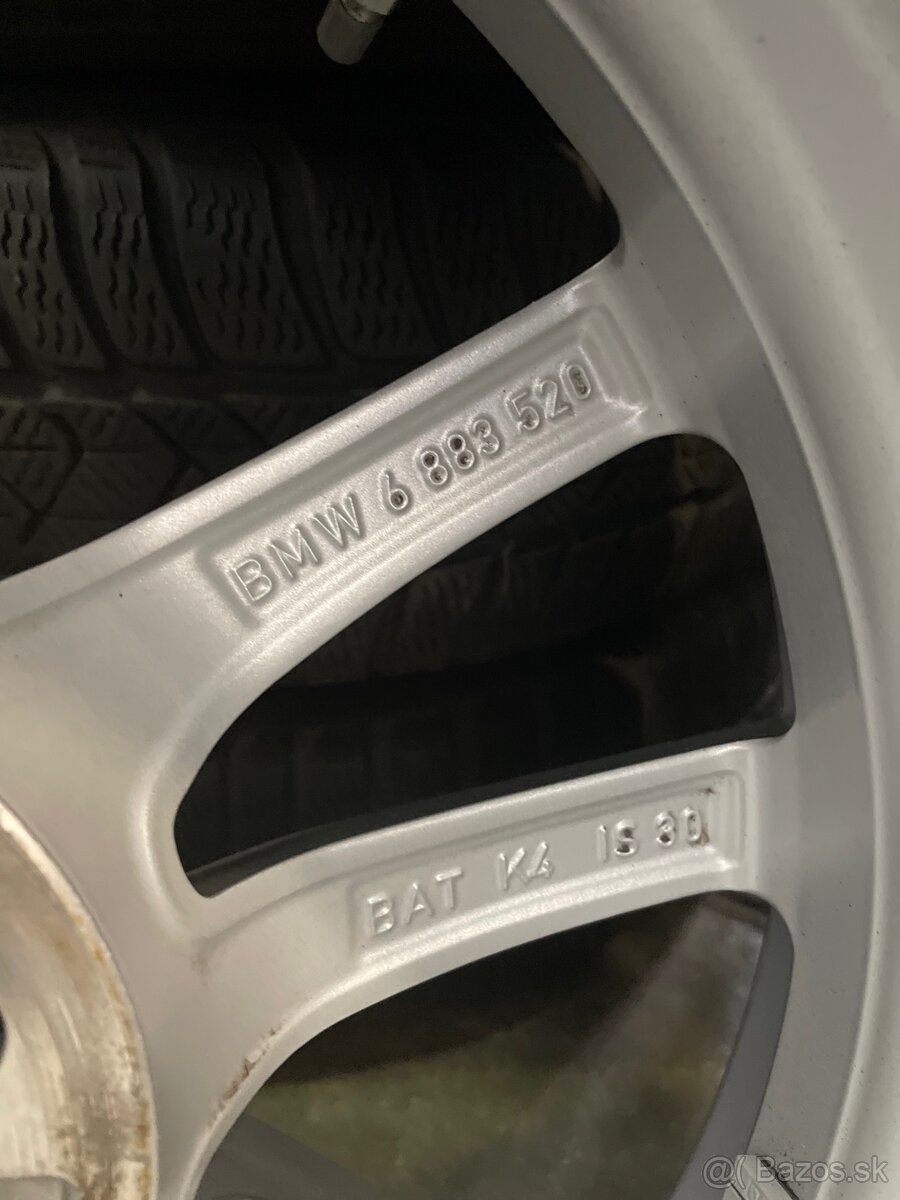 BMW 6 883 520
BAT K4 IS 30
@( Bazos.sk